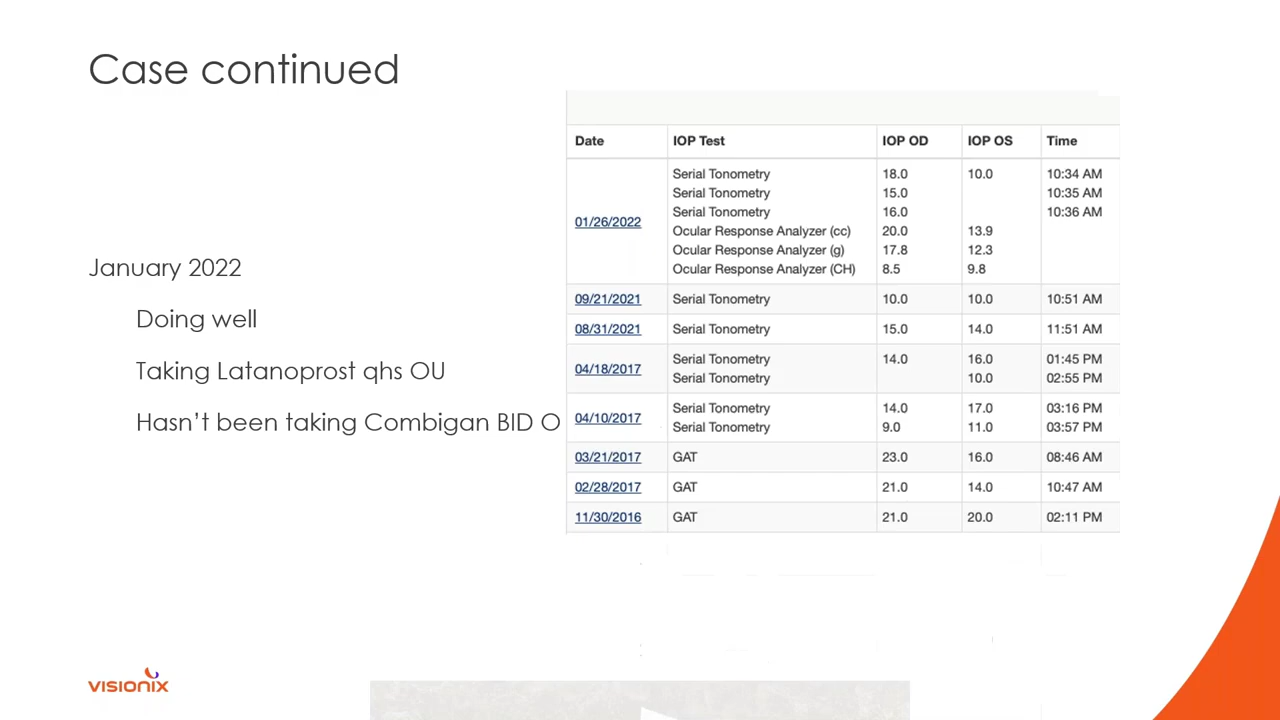 Case continued
January 2022
Doing well
Taking Latanoprost qhs OU
Hasn't been taking Combigan BID O
Date IOP Test IOP OD IOP OS Time
01/26/2022
Serial Tonometry 18.0 10.0 10:34 AM
Serial Tonometry 15.0 10:35 AM
Serial Tonometry 16.0 10:36 AM
Ocular Response Analyzer (cc) 20.0 13.9
Ocular Response Analyzer (g) 17.8 12.3
Ocular Response Analyzer (CH) 8.5 9.8
09/21/2021 Serial Tonometry 10.0 10.0 10:51 AM
08/31/2021 Serial Tonometry 15.0 14.0 11:51 AM
04/18/2017
Serial Tonometry 14.0 16.0 01:45 PM
Serial Tonometry 10.0 02:55 PM
04/10/2017
Serial Tonometry 14.0 17.0 03:16 PM
Serial Tonometry 9.0 11.0 03:57 PM
03/21/2017 GAT 23.0 16.0 08:46 AM
02/28/2017 GAT 21.0 14.0 10:47 AM
11/30/2016 GAT 21.0 20.0 02:11 PM
VISIONIX